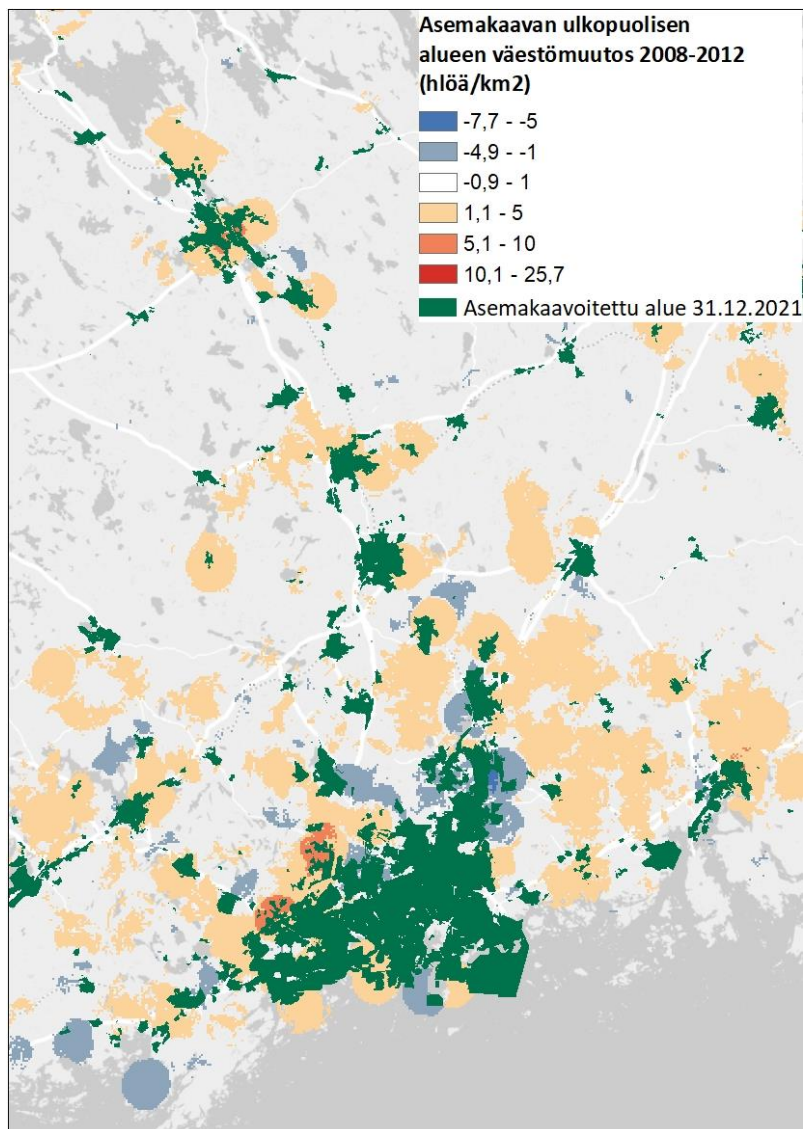 Asemakaavan ulkopuolisen
alueen väestömuutos 2008-2012
(hlöä/km2)
-7,7 - -5
-4,9 - -1
-0,9 - 1
1,1 - 5
5,1 - 10
10,1 - 25,7
Asemakaavoitettu alue 31.12.2021